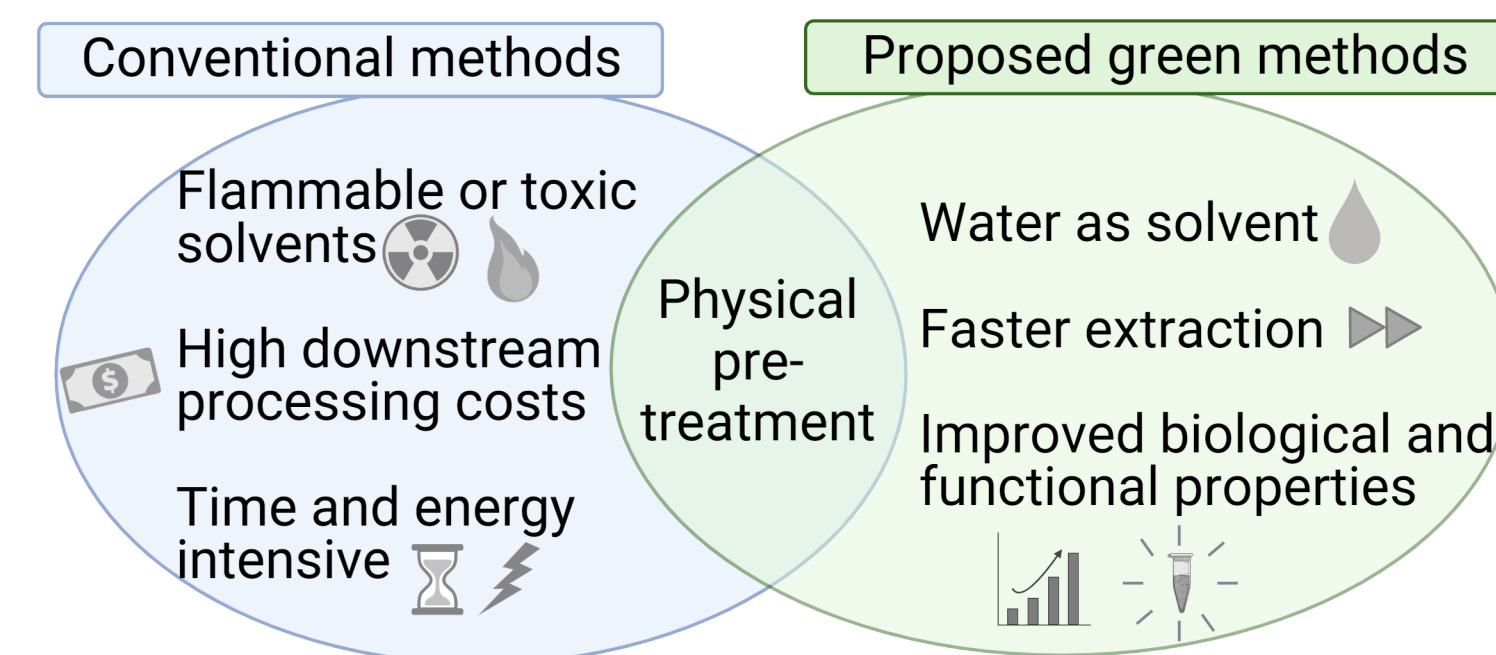 Conventional methods
Proposed green methods
Flammable or toxic
solvents
High downstream
processing costs
Time and energy
intensive
Physical
pre-
treatment
Water as solvent
Faster extraction
Improved biological and
functional properties
$